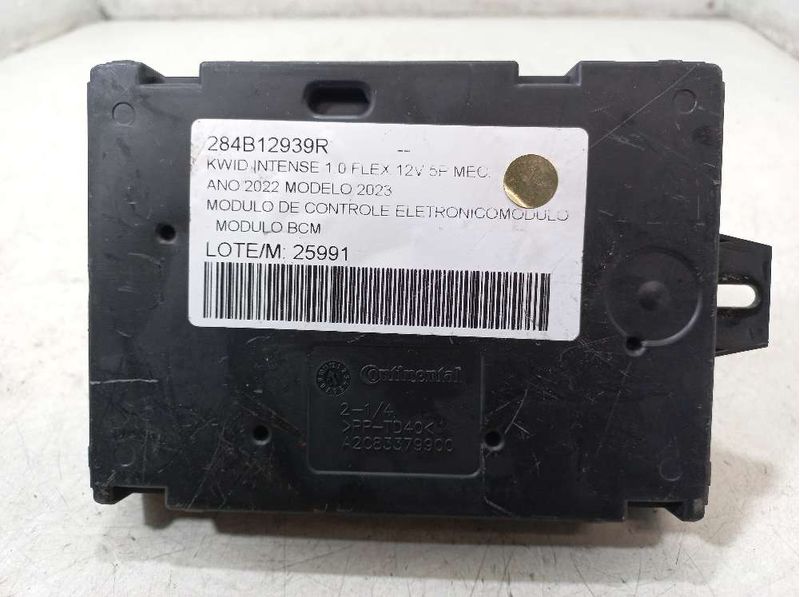 284B12939R --
KWID INTENSE 1.0 FLEX 12V 5P MEC.
ANO 2022 MODELO 2023
MODULO DE CONTROLE ELETRONICOMODULO
MODULO BCM
LOTE/M: 25991
Continental
2-1/4
>PP-TD40<
A2C83379900